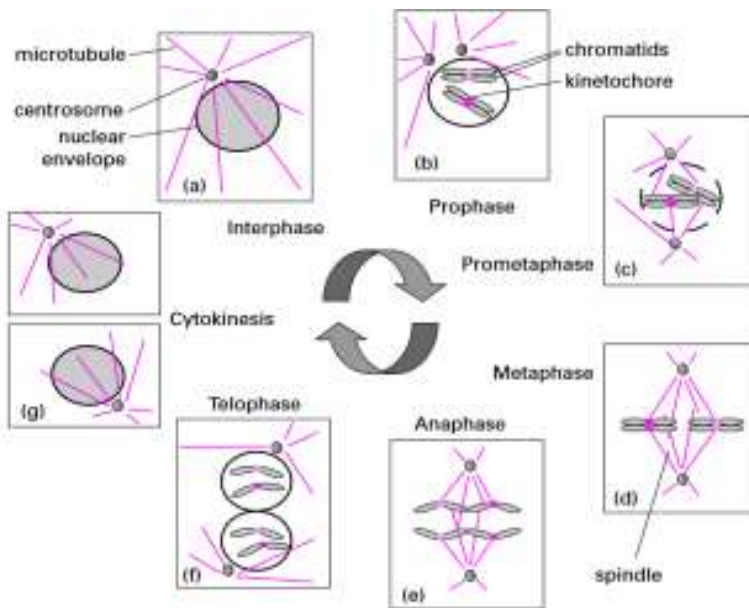 microtubule
centrosome
nuclear
envelope
(a)
Interphase
chromatids
kinetochore
(b)
Prophase
(c)
Prometaphase
Metaphase
(d)
spindle
Anaphase
(e)
Telophase
(f)
Cytokinesis
(g)